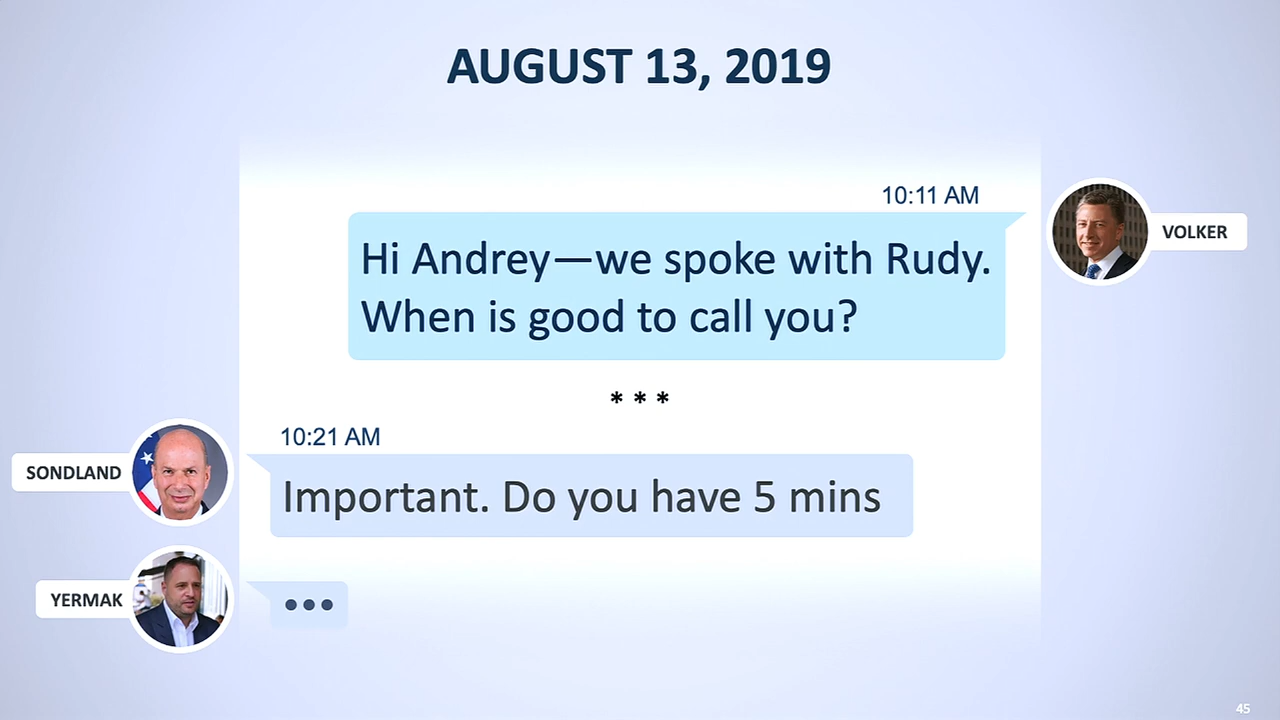 AUGUST 13, 2019
10:11 AM
VOLKER
Hi Andrey—we spoke with Rudy.
When is good to call you?
* * *
10:21 AM
SONDLAND
Important. Do you have 5 mins
YERMAK
•••
45